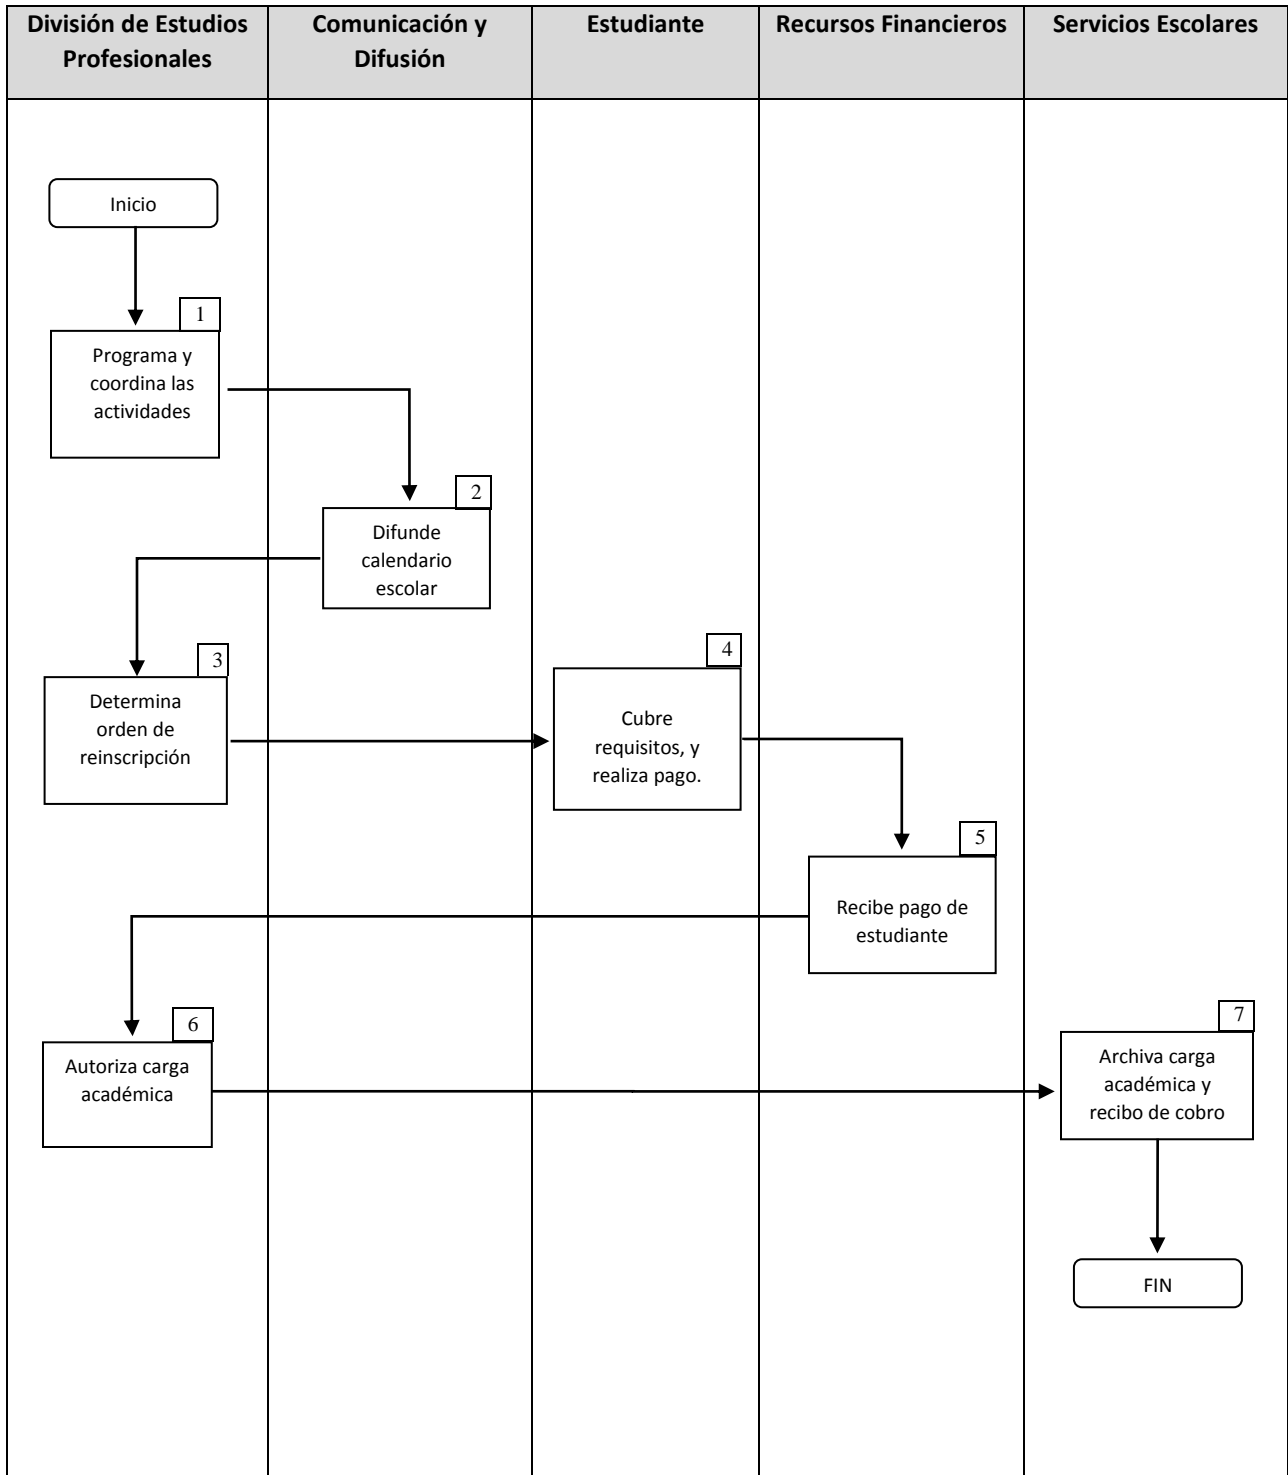 División de Estudios
Profesionales
Comunicación y
Difusión
Estudiante
Recursos Financieros
Servicios Escolares
Inicio
1
Programa y
coordina las
actividades
2
Difunde
calendario
escolar
3
Determina
orden de
reinscripción
4
Cubre
requisitos, y
realiza pago.
5
Recibe pago de
estudiante
6
Autoriza carga
académica
7
Archiva carga
académica y
recibo de cobro
FIN